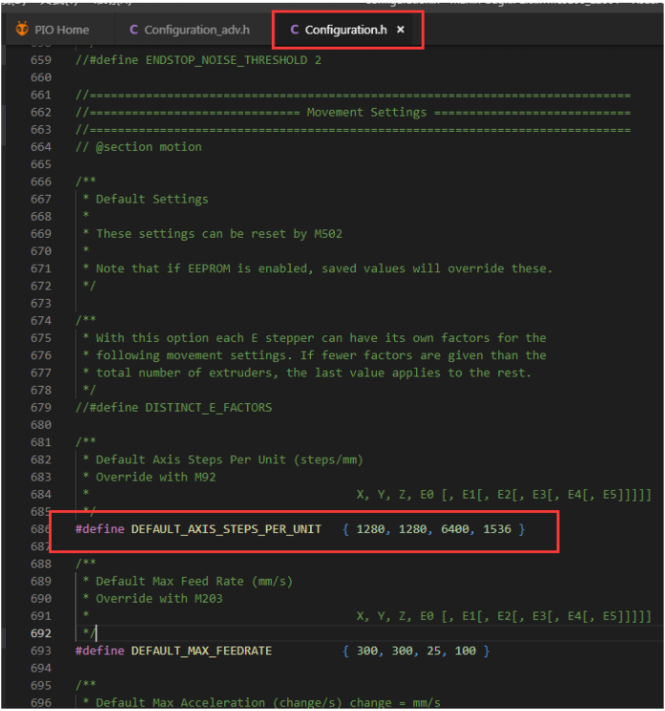 PIO Home
C Configuration_adv.h
C Configuration.h ×
659 //#define ENDSTOP_NOISE_THRESHOLD 2
660
661 //===========================================================================
662 //============================== Movement Settings ============================
663 //===========================================================================
664 // @section motion
665
666 /**
667 * Default Settings
668 *
669 * These settings can be reset by M502
670 *
671 * Note that if EEPROM is enabled, saved values will override these.
672 */
673
674 /**
675 * With this option each E stepper can have its own factors for the
676 * following movement settings. If fewer factors are given than the
677 * total number of extruders, the last value applies to the rest.
678 */
679 //#define DISTINCT_E_FACTORS
680
681 /**
682 * Default Axis Steps Per Unit (steps/mm)
683 * Override with M92
684 * X, Y, Z, E0 [, E1[, E2[, E3[, E4[, E5]]]]]
685 */
686 #define DEFAULT_AXIS_STEPS_PER_UNIT { 1280, 1280, 6400, 1536 }
687
688 /**
689 * Default Max Feed Rate (mm/s)
690 * Override with M203
691 * X, Y, Z, E0 [, E1[, E2[, E3[, E4[, E5]]]]]
692 */
693 #define DEFAULT_MAX_FEEDRATE { 300, 300, 25, 100 }
694
695 /**
696 * Default Max Acceleration (change/s) change = mm/s